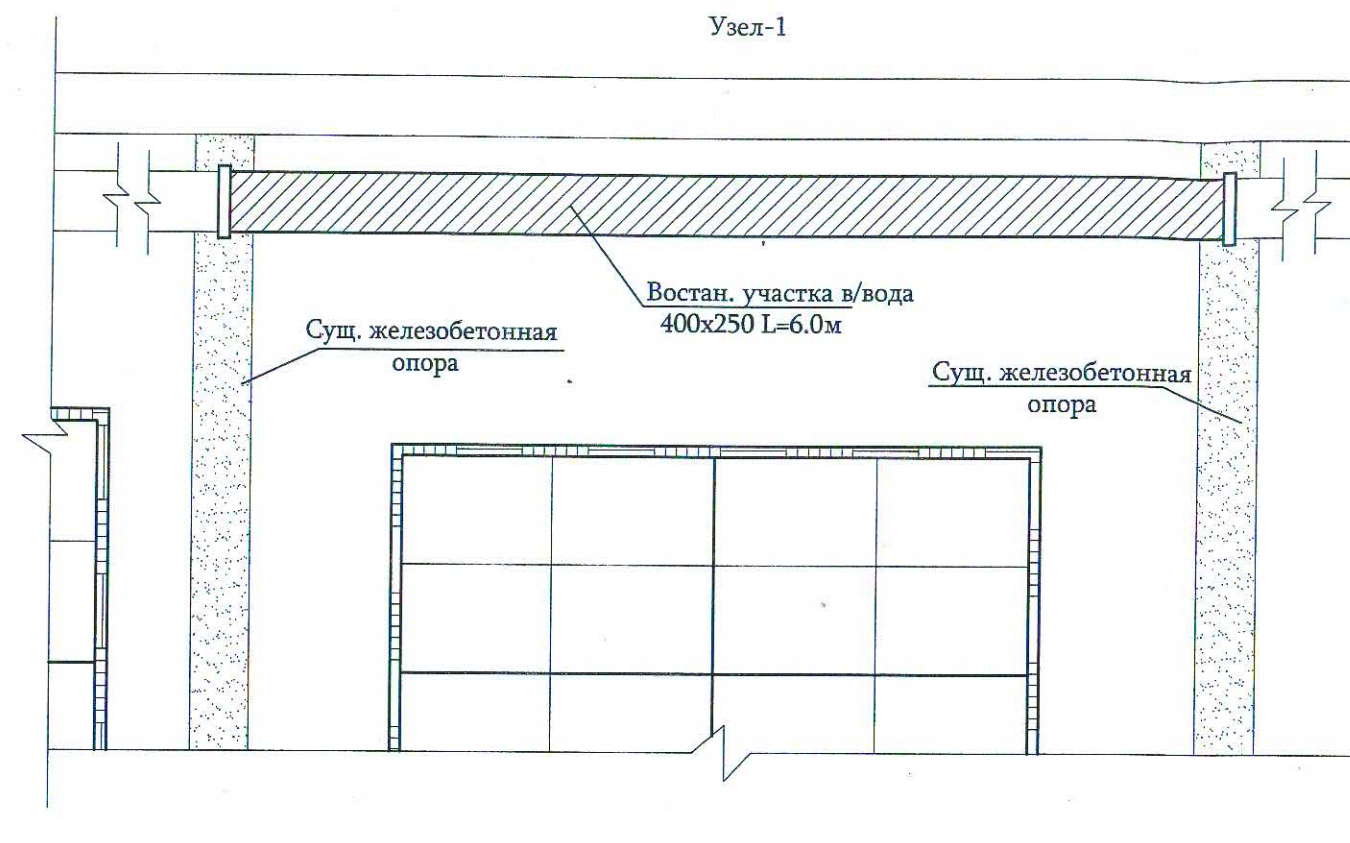 Узел-1
Востан. участка в/вода
400х250 L=6.0м
Сущ. железобетонная
опора
Сущ. железобетонная
опора